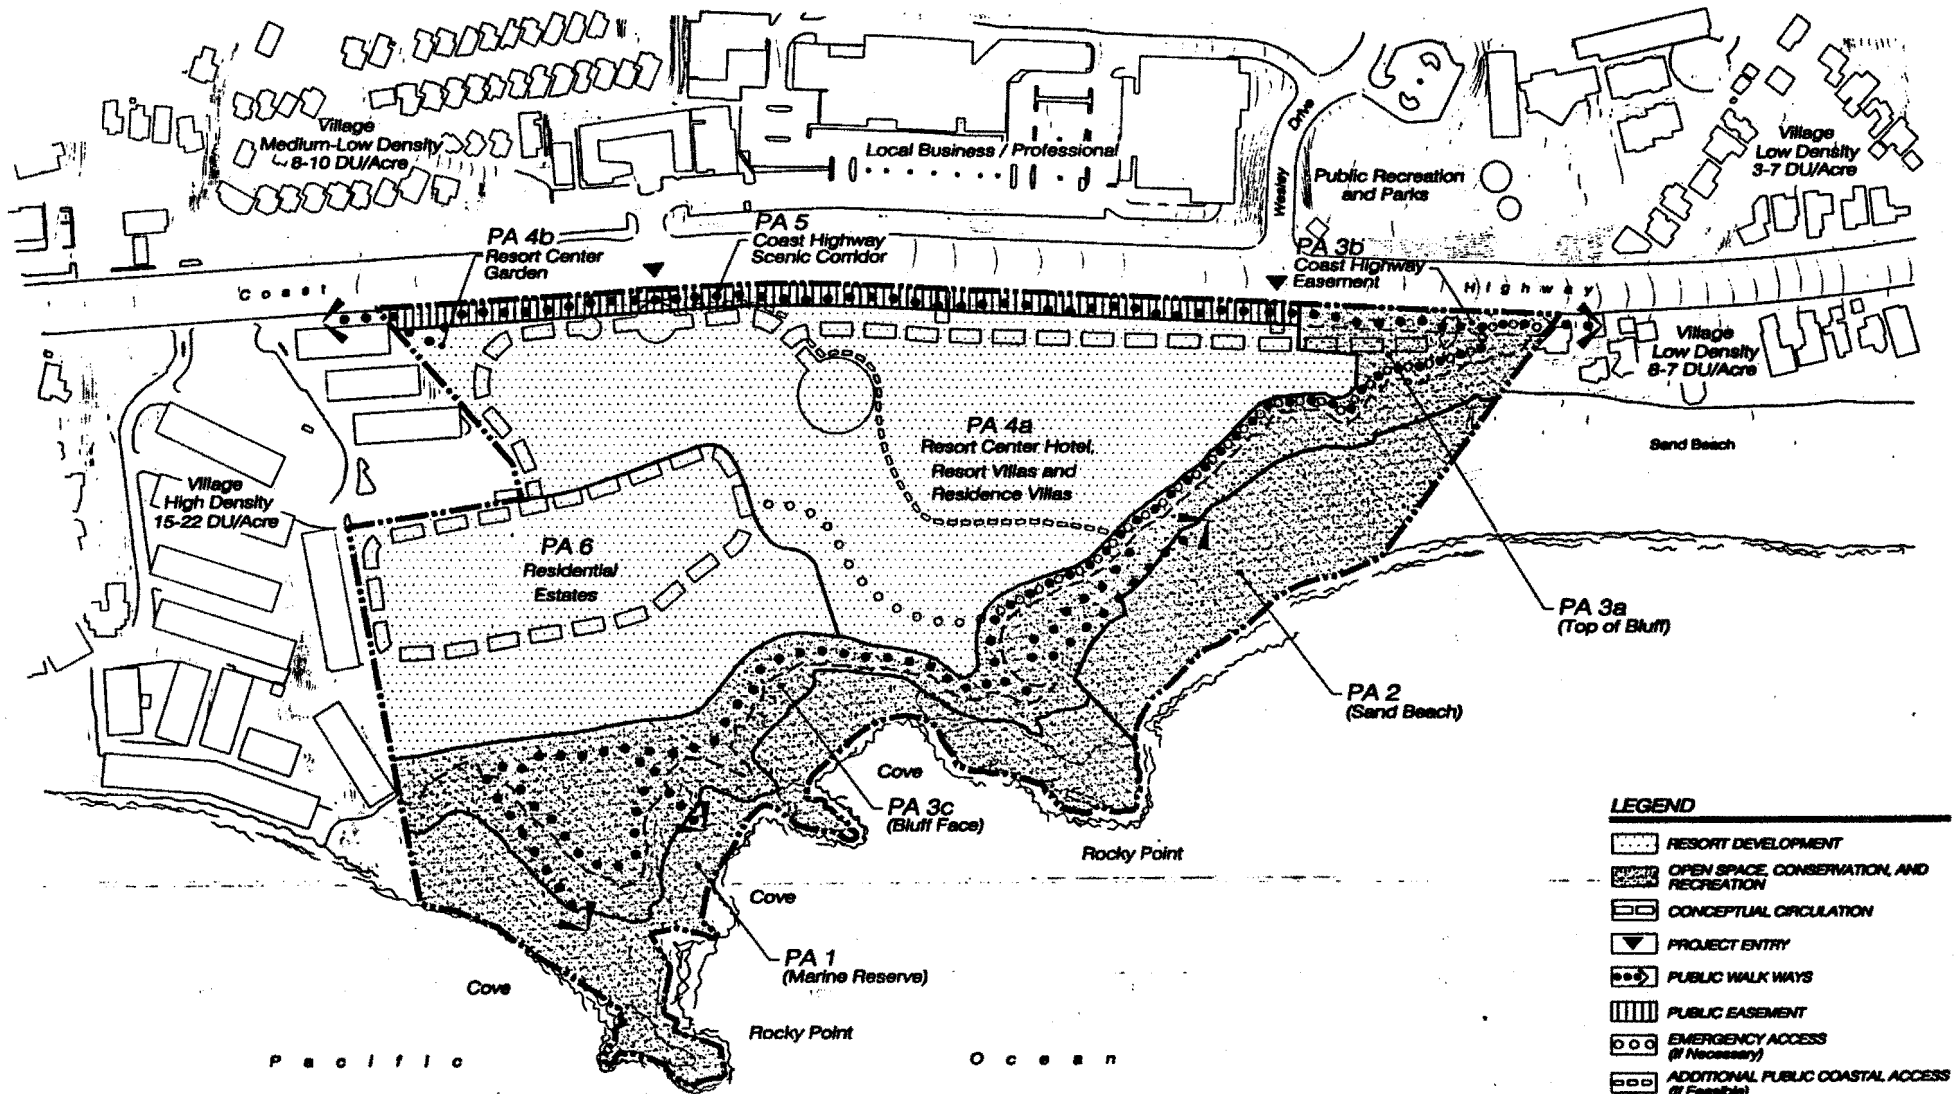 Village
Medium-Low Density
8-10 DU/Acre
Local Business / Professional
Wesley
Drive
Public Recreation
and Parks
Village
Low Density
3-7 DU/Acre
PA 4b
Resort Center
Garden
PA 5
Coast Highway
Scenic Corridor
PA 3b
Coast Highway
Easement
Coast
Highway
Village
Low Density
8-7 DU/Acre
Sand Beach
PA 4a
Resort Center Hotel,
Resort Villas and
Residence Villas
Village
High Density
15-22 DU/Acre
PA 6
Residential
Estates
PA 3a
(Top of Bluff)
PA 2
(Sand Beach)
Cove
PA 3c
(Bluff Face)
Rocky Point
Cove
PA 1
(Marine Reserve)
Cove
Rocky Point
Pacific
Ocean
LEGEND
RESORT DEVELOPMENT
OPEN SPACE, CONSERVATION, AND
RECREATION
CONCEPTUAL CIRCULATION
PROJECT ENTRY
PUBLIC WALK WAYS
PUBLIC EASEMENT
EMERGENCY ACCESS
(If Necessary)
ADDITIONAL PUBLIC COASTAL ACCESS
(If Feasible)